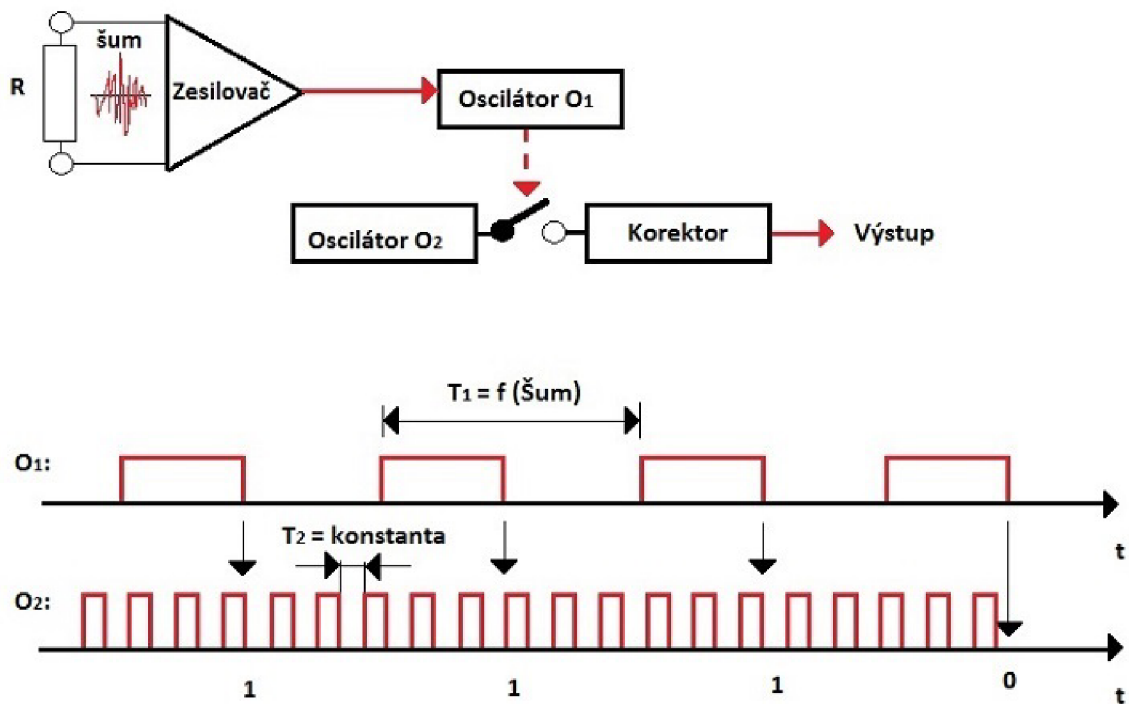 šum
R
Zesilovač
Oscilátor O1
Oscilátor O2
Korektor
Výstup
T1 = f (Šum)
O1:
t
T2 = konstanta
O2:
t
1 1 1 0